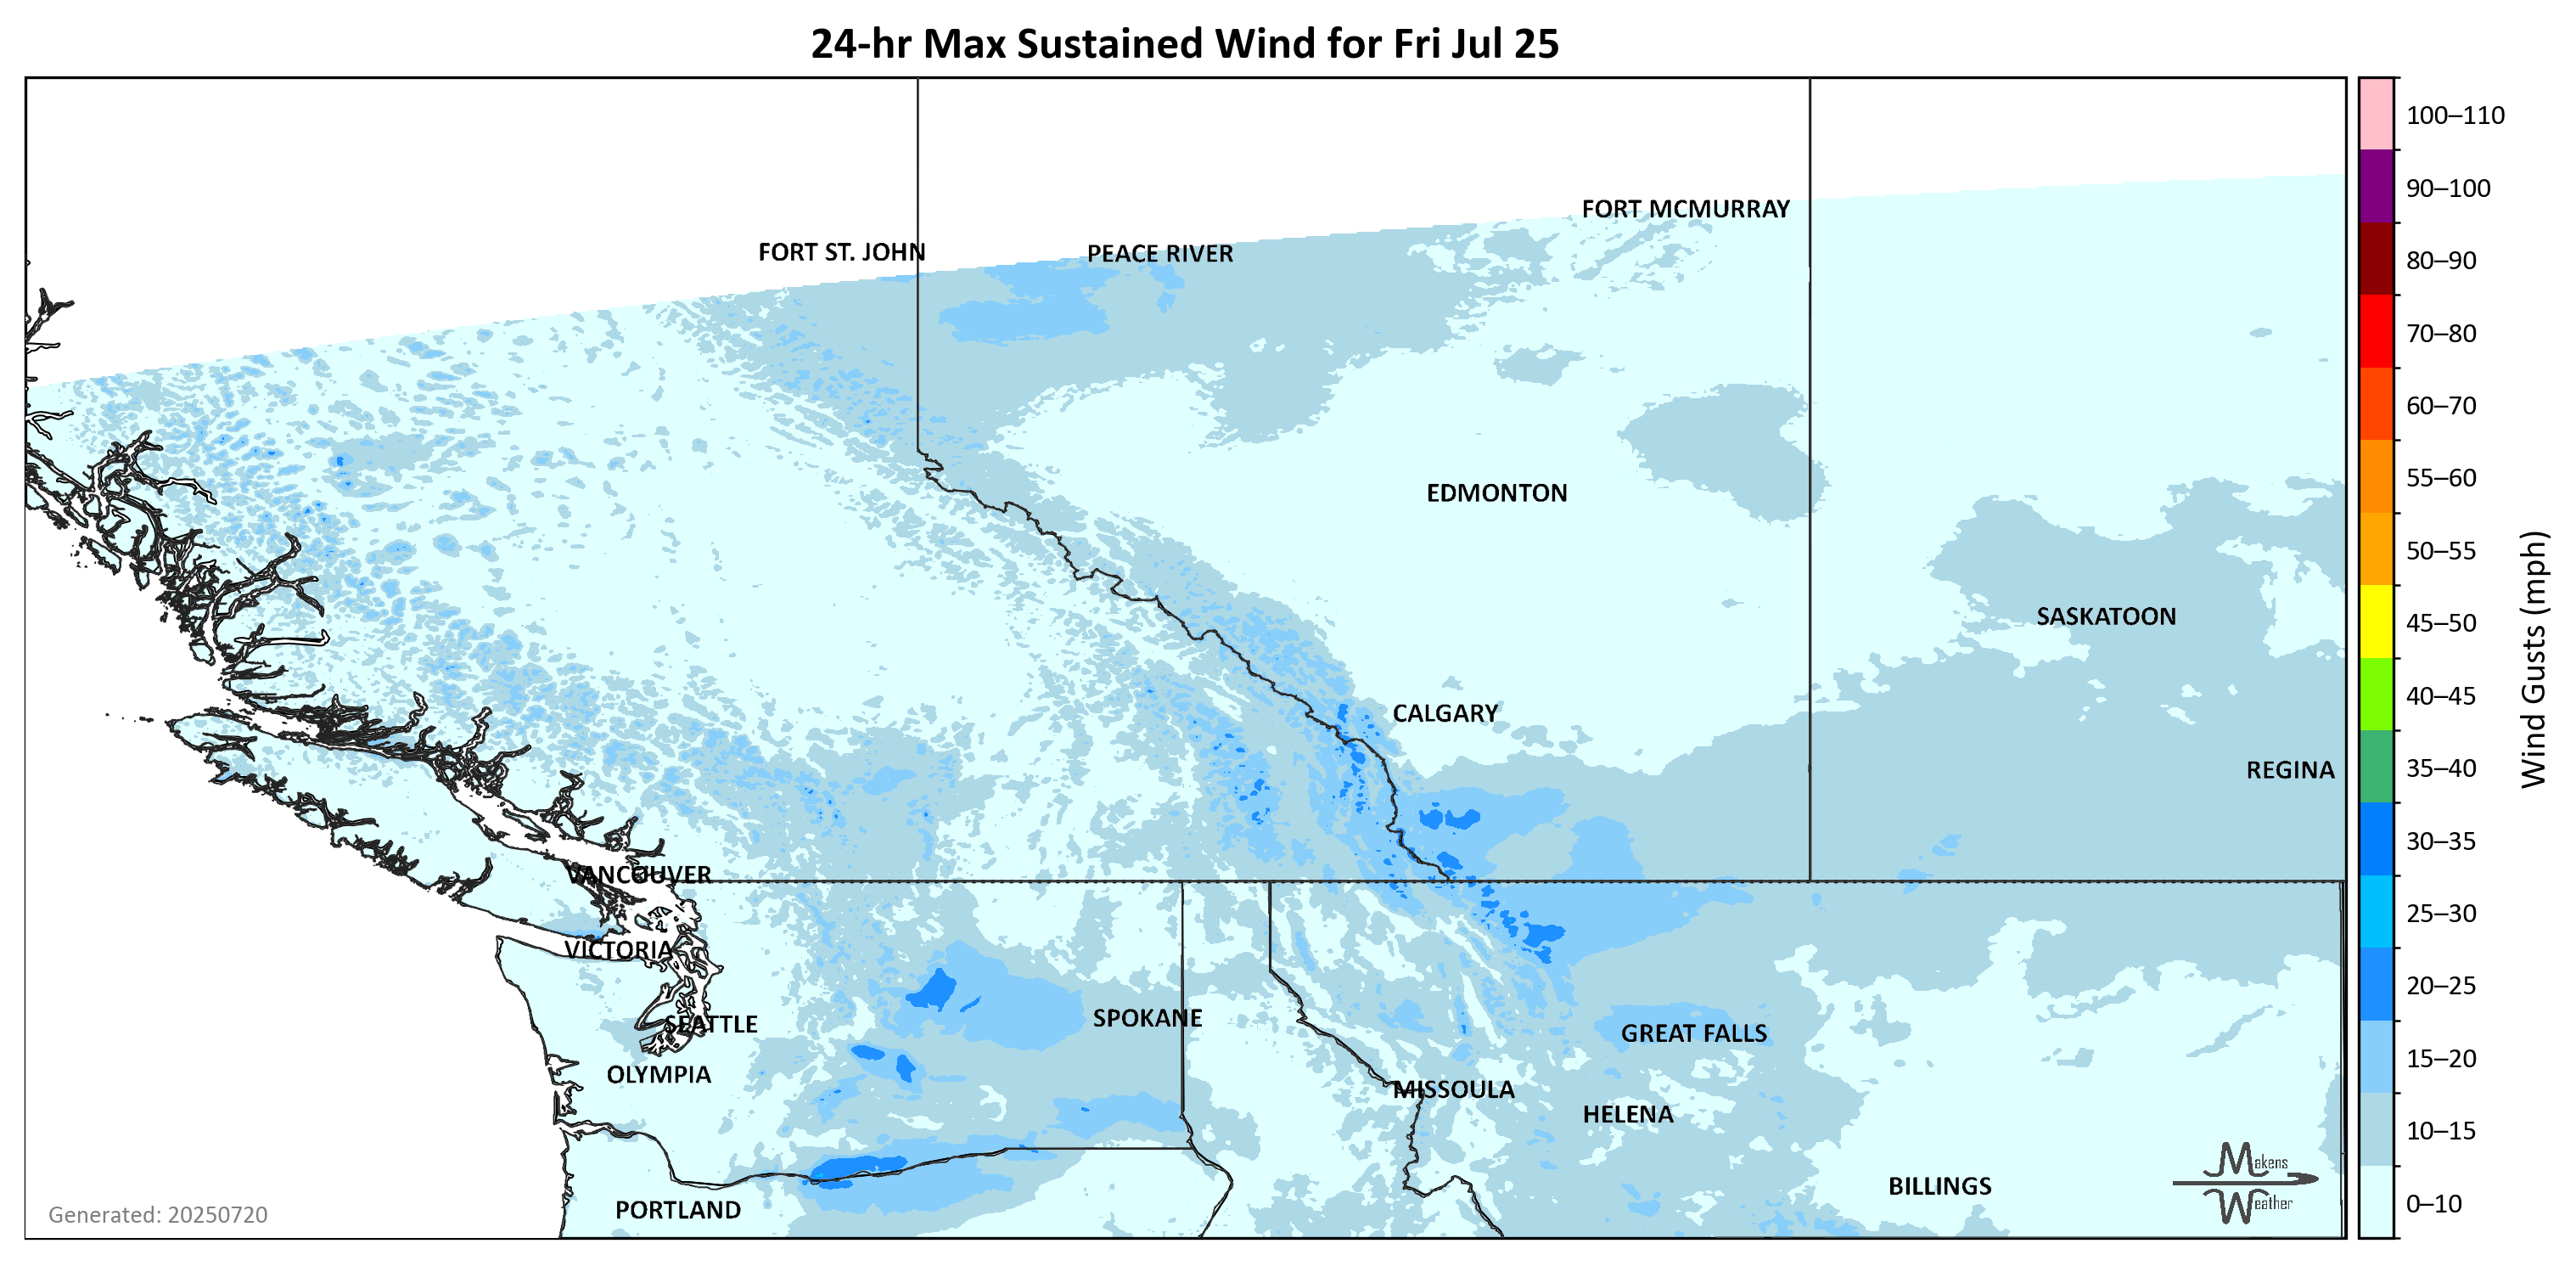 24-hr Max Sustained Wind for Fri Jul 25
100–110
90–100
80–90
70–80
60–70
55–60
50–55
45–50
40–45
35–40
30–35
25–30
20–25
15–20
10–15
0–10
Wind Gusts (mph)
FORT MCMURRAY
FORT ST. JOHN
PEACE RIVER
EDMONTON
SASKATOON
CALGARY
REGINA
VANCOUVER
VICTORIA
SEATTLE
SPOKANE
GREAT FALLS
OLYMPIA
MISSOULA
HELENA
BILLINGS
PORTLAND
Makens
Weather
Generated: 20250720